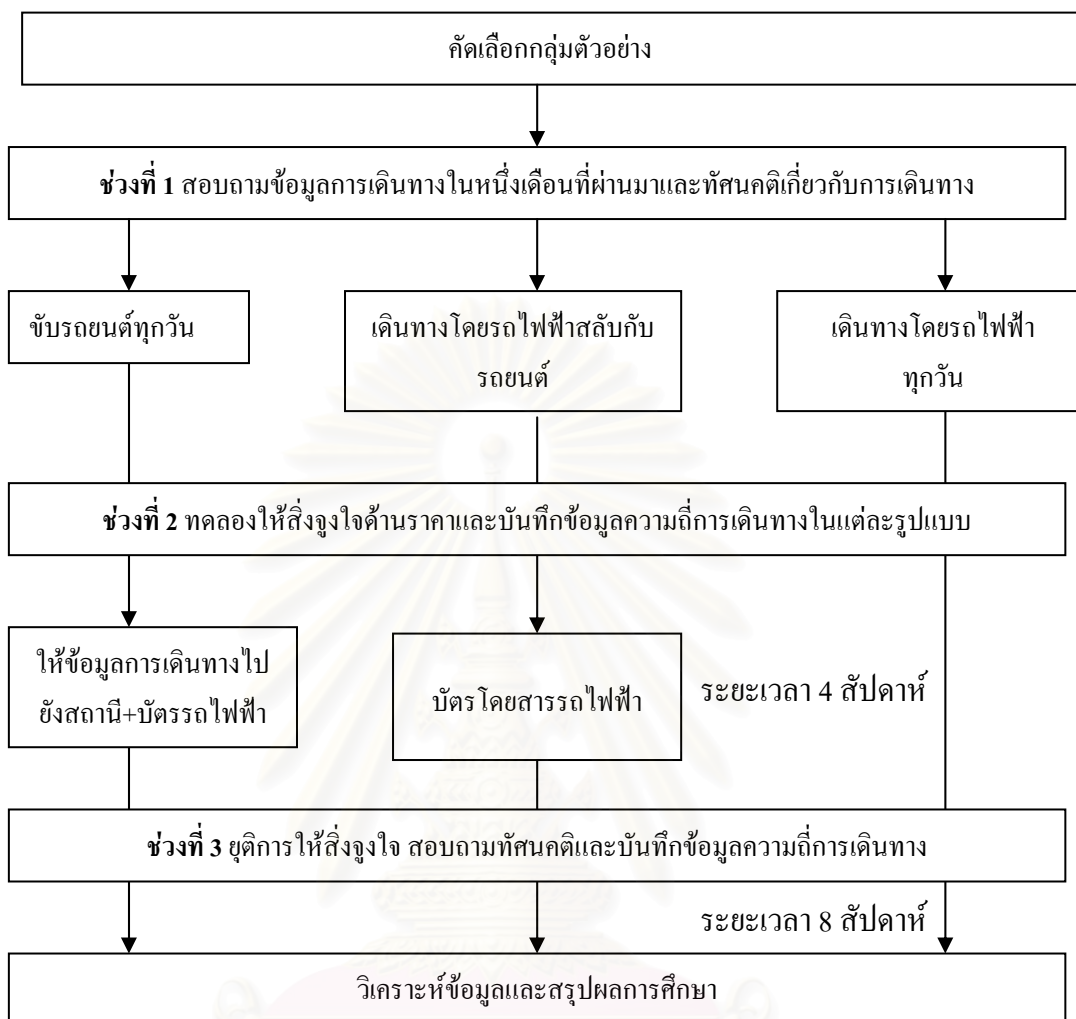 คัดเลือกกลุ่มตัวอย่าง
ช่วงที่ 1 สอบถามข้อมูลการเดินทางในหนึ่งเดือนที่ผ่านมาและทัศนคติเกี่ยวกับการเดินทาง
ขับรถยนต์ทุกวัน
เดินทางโดยรถไฟฟ้าสลับกับ
รถยนต์
เดินทางโดยรถไฟฟ้า
ทุกวัน
ช่วงที่ 2 ทดลองให้สิ่งจูงใจด้านราคาและบันทึกข้อมูลความถี่การเดินทางในแต่ละรูปแบบ
ให้ข้อมูลการเดินทางไป
ยังสถานี+บัตรรถไฟฟ้า
บัตรโดยสารรถไฟฟ้า
ระยะเวลา 4 สัปดาห์
ช่วงที่ 3 ยุติการให้สิ่งจูงใจ สอบถามทัศนคติและบันทึกข้อมูลความถี่การเดินทาง
ระยะเวลา 8 สัปดาห์
วิเคราะห์ข้อมูลและสรุปผลการศึกษา